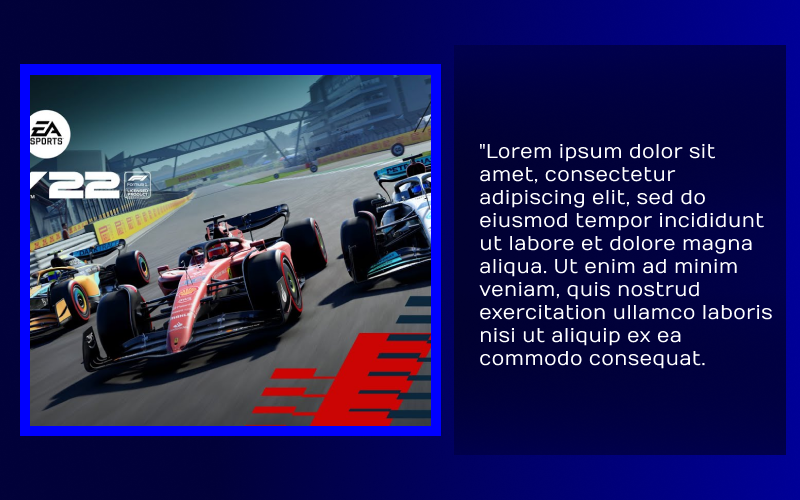 EA
SPORTS
22
FORMULA 1
LICENSED
PRODUCT
"Lorem ipsum dolor sit
amet, consectetur
adipiscing elit, sed do
eiusmod tempor incididunt
ut labore et dolore magna
aliqua. Ut enim ad minim
veniam, quis nostrud
exercitation ullamco laboris
nisi ut aliquip ex ea
commodo consequat.